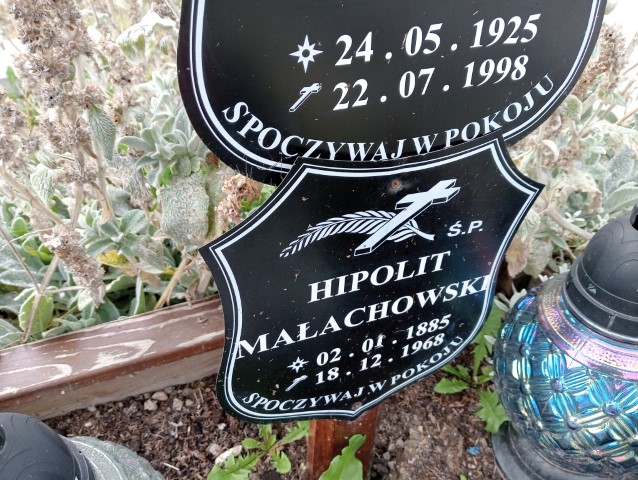 24.05.1925
22.07.1998
SPOCZYWAJ W POKOJU
Ś.P.
HIPOLIT
MAŁACHOWSKI
02.01.1885
18.12.1968
SPOCZYWAJ W POKOJU